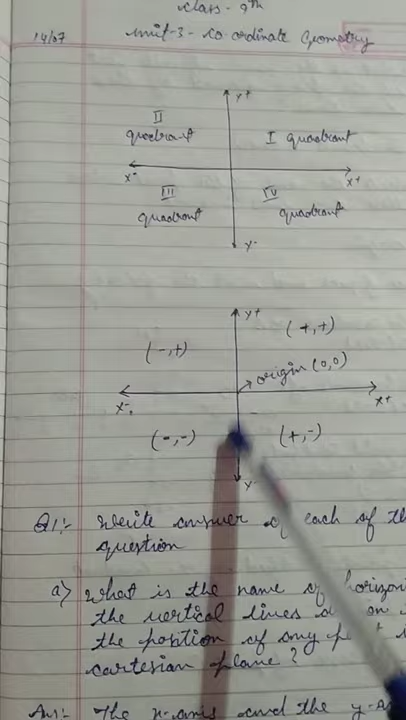 class - 9th
14/07 Unit-3- Co-ordinate Geometry
Y+
II
quadrant
I quadrant
X-
X+
III
quadrant
IV
quadrant
Y-
Y+
(-,+)
(+,+)
origin (0,0)
X-
X+
(-,-)
(+,-)
Y-
Q1:- Write answer of each of the
question
a) what is the name of
the vertical lines
the position of any
cartesian plane?
Ans:- The x-axis and the